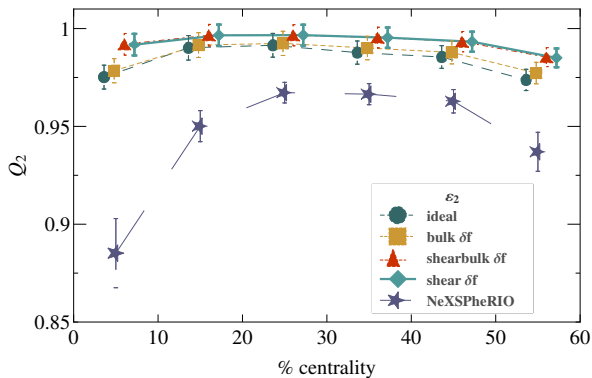 1
0.95
0.9
0.85
Q₂
0 10 20 30 40 50 60
% centrality
ε₂
ideal
bulk δf
shearbulk δf
shear δf
NeXSPheRIO